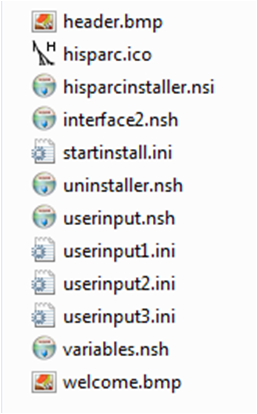 header.bmp
hisparc.ico
hisparcinstaller.nsi
interface2.nsh
startinstall.ini
uninstaller.nsh
userinput.nsh
userinput1.ini
userinput2.ini
userinput3.ini
variables.nsh
welcome.bmp